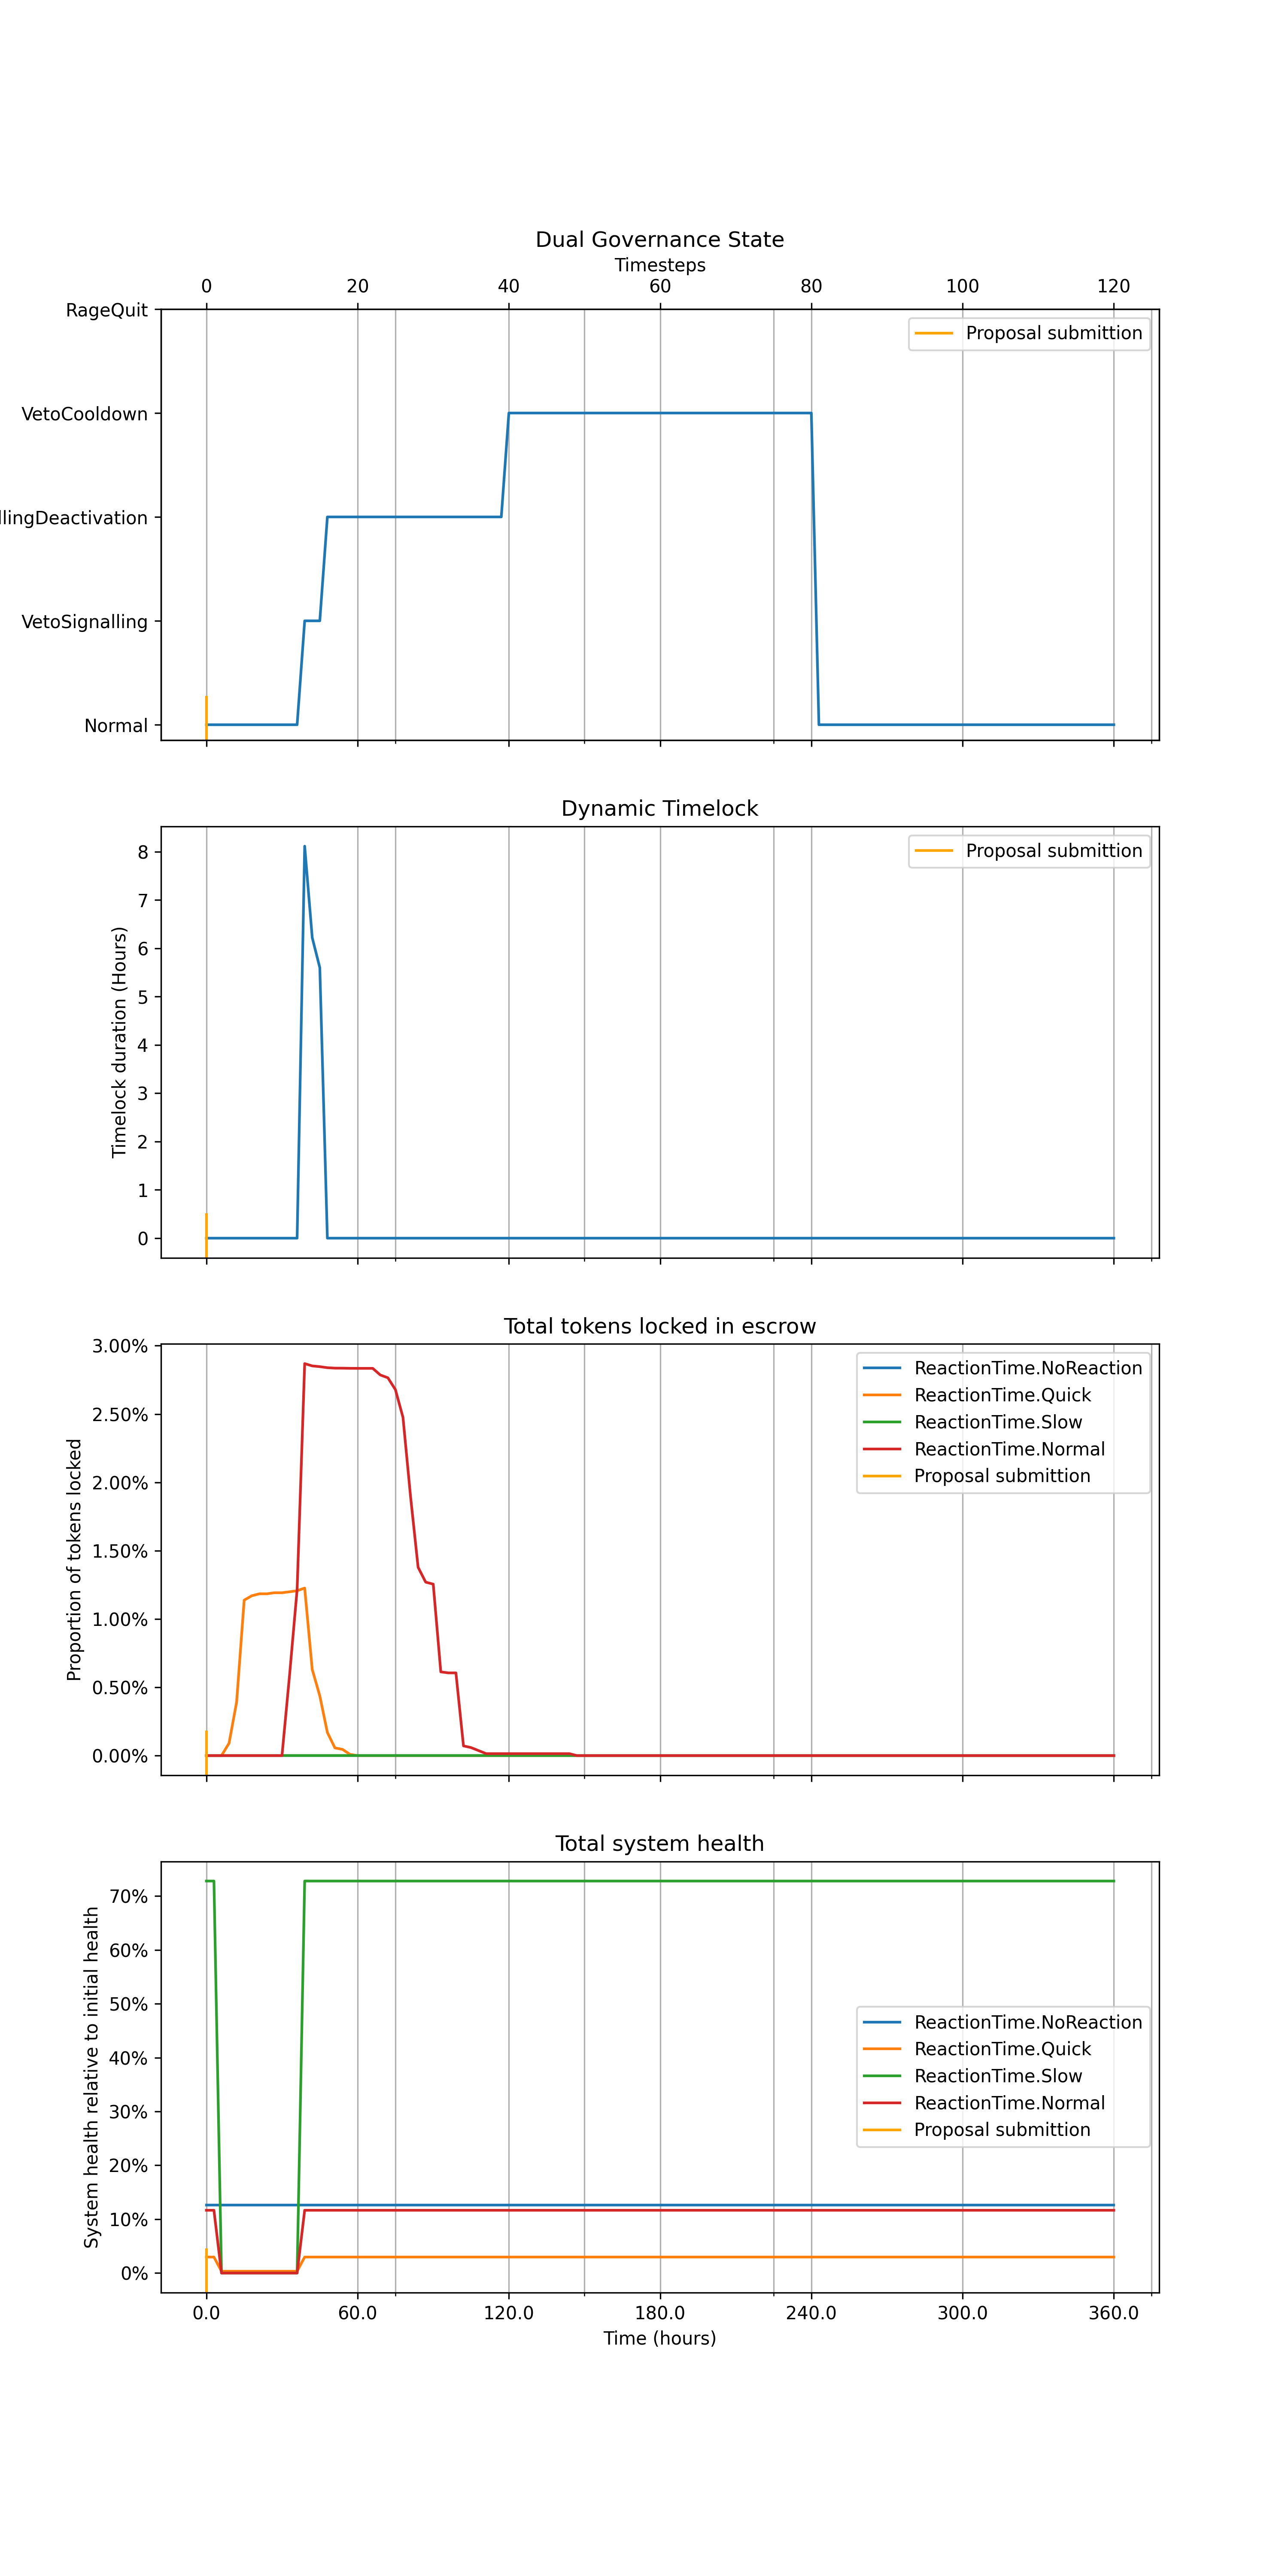 Dual Governance State
Timesteps
0 20 40 60 80 100 120
RageQuit
Proposal submittion
VetoCooldown
llingDeactivation
VetoSignalling
Normal
Dynamic Timelock
Proposal submittion
Timelock duration (Hours)
8
7
6
5
4
3
2
1
0
Total tokens locked in escrow
Proportion of tokens locked
3.00%
2.50%
2.00%
1.50%
1.00%
0.50%
0.00%
ReactionTime.NoReaction
ReactionTime.Quick
ReactionTime.Slow
ReactionTime.Normal
Proposal submittion
Total system health
System health relative to initial health
70%
60%
50%
40%
30%
20%
10%
0%
ReactionTime.NoReaction
ReactionTime.Quick
ReactionTime.Slow
ReactionTime.Normal
Proposal submittion
0.0 60.0 120.0 180.0 240.0 300.0 360.0
Time (hours)